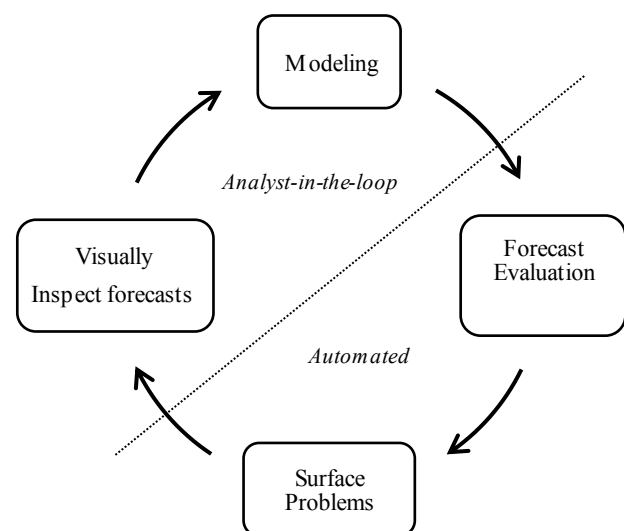 Modeling
Analyst-in-the-loop
Visually
Inspect forecasts
Forecast
Evaluation
Automated
Surface
Problems